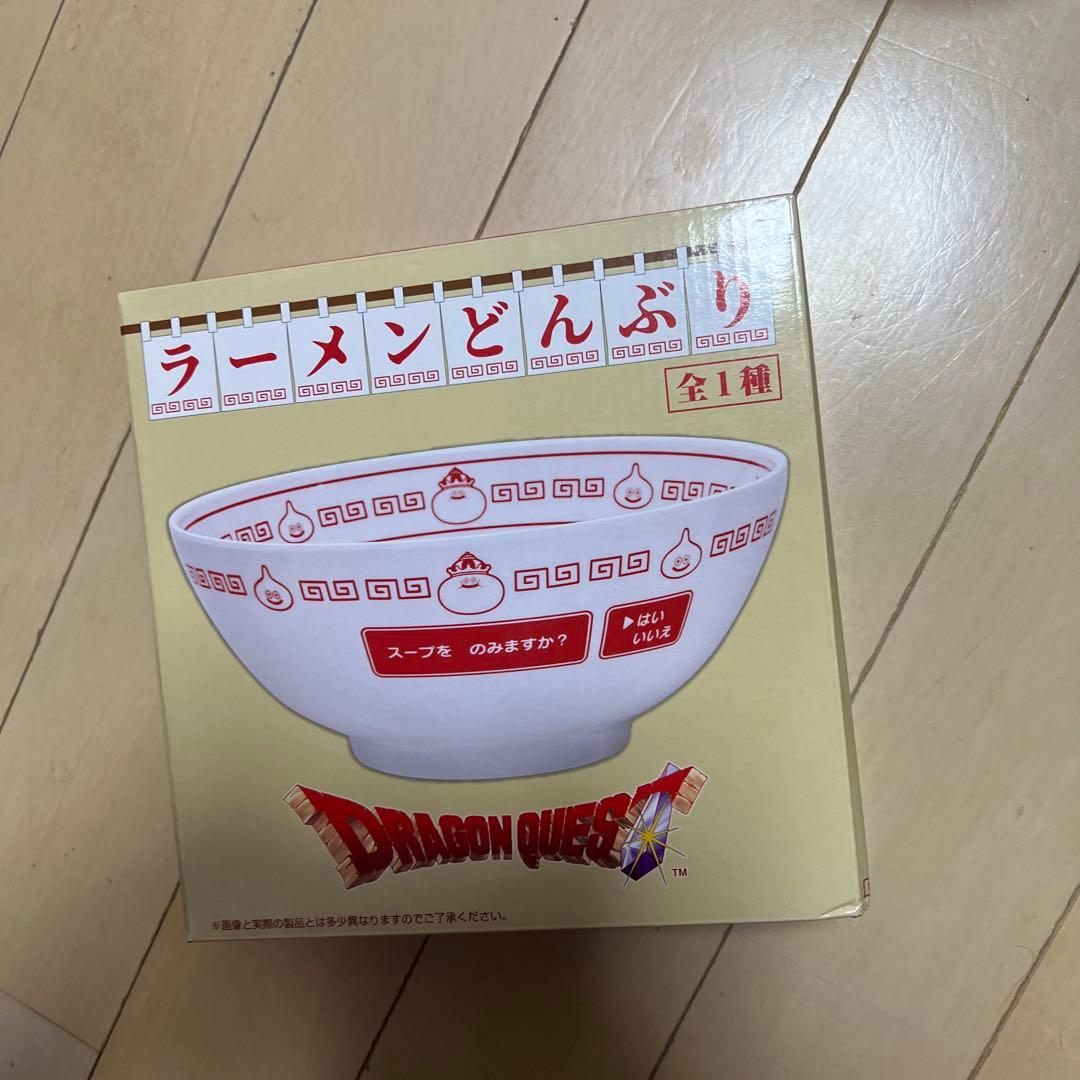 ラーメンどんぶり
全1種
スープを のみますか?
▶はい
いいえ
DRAGON QUEST
TM
※画像と実際の製品とは多少異なりますのでご了承ください。